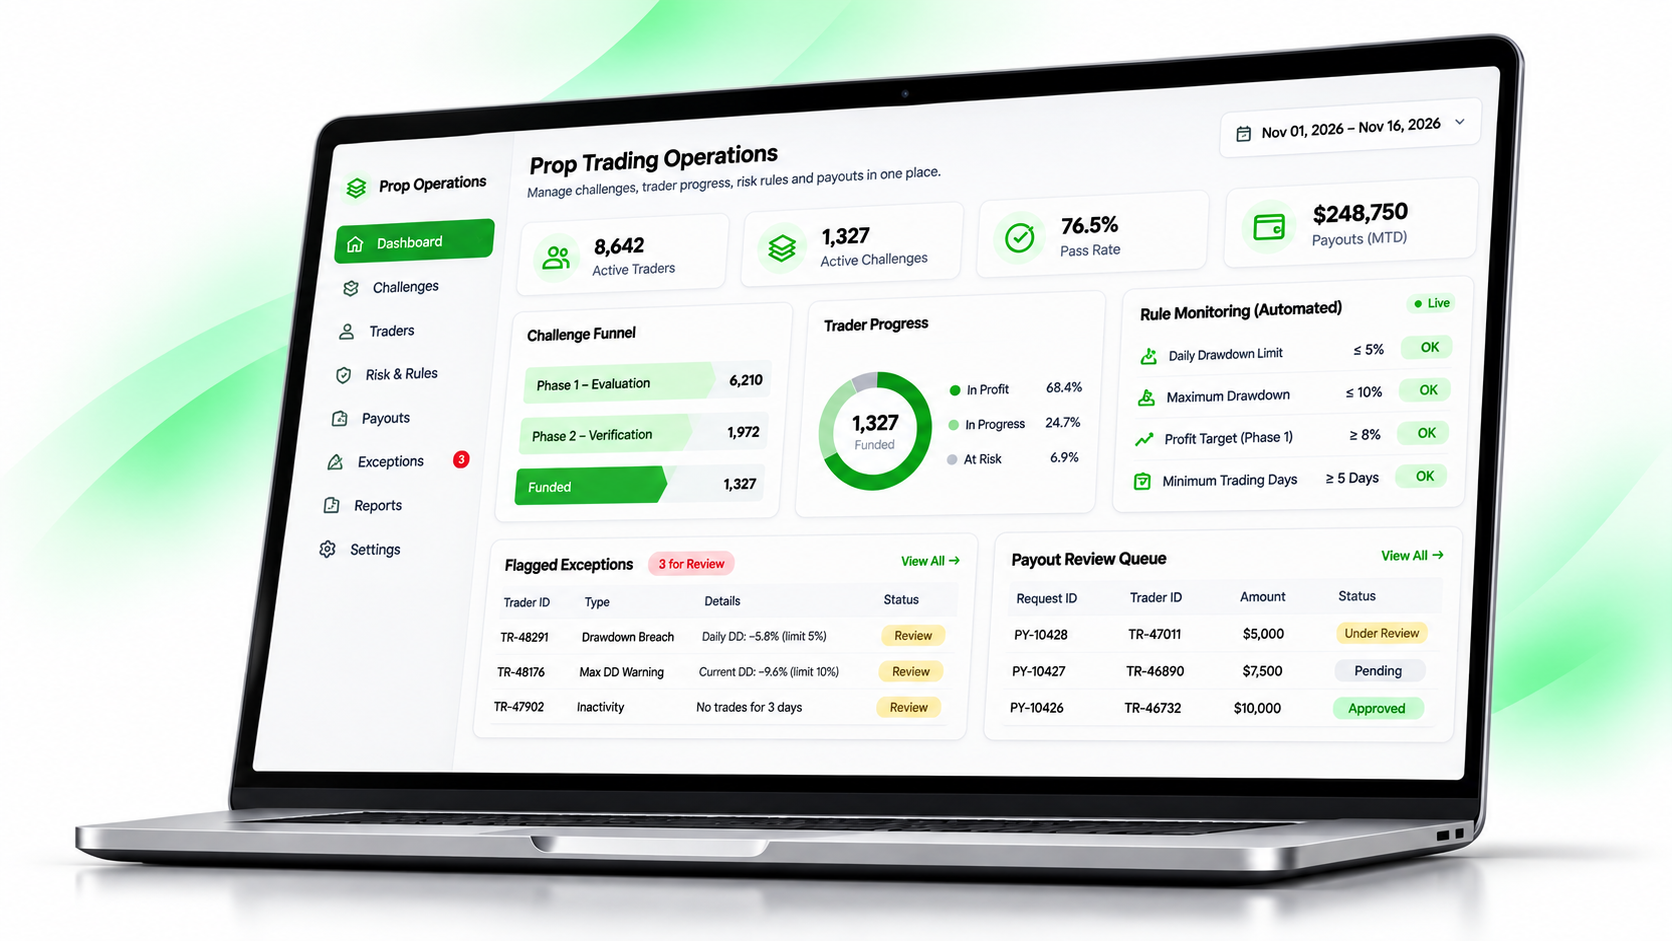 Prop Operations
Dashboard
Challenges
Traders
Risk & Rules
Payouts
Exceptions 3
Reports
Settings
Prop Trading Operations
Manage challenges, trader progress, risk rules and payouts in one place.
Nov 01, 2026 – Nov 16, 2026
8,642
Active Traders
1,327
Active Challenges
76.5%
Pass Rate
$248,750
Payouts (MTD)
Challenge Funnel
Phase 1 – Evaluation 6,210
Phase 2 – Verification 1,972
Funded 1,327
Trader Progress
1,327
Funded
In Profit 68.4%
In Progress 24.7%
At Risk 6.9%
Rule Monitoring (Automated) Live
Daily Drawdown Limit ≤ 5% OK
Maximum Drawdown ≤ 10% OK
Profit Target (Phase 1) ≥ 8% OK
Minimum Trading Days ≥ 5 Days OK
Flagged Exceptions 3 for Review View All →
Trader ID Type Details Status
TR-48291 Drawdown Breach Daily DD: –5.8% (limit 5%) Review
TR-48176 Max DD Warning Current DD: –9.6% (limit 10%) Review
TR-47902 Inactivity No trades for 3 days Review
Payout Review Queue View All →
Request ID Trader ID Amount Status
PY-10428 TR-47011 $5,000 Under Review
PY-10427 TR-46890 $7,500 Pending
PY-10426 TR-46732 $10,000 Approved